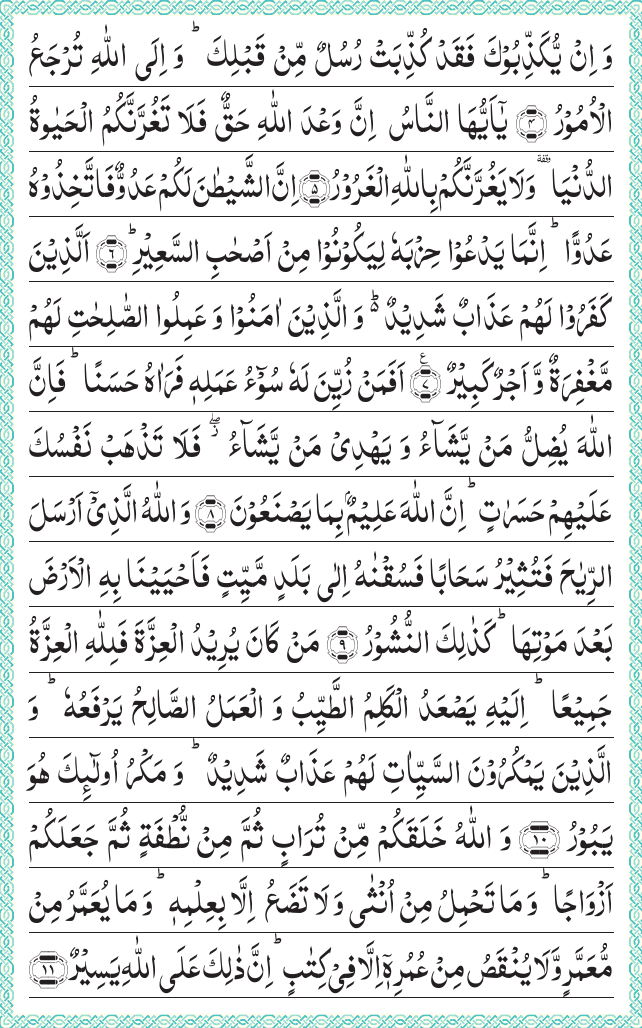 وَ اِنۡ يُّكَذِّبُوۡكَ فَقَدۡ كُذِّبَتۡ رُسُلٌ مِّنۡ قَبۡلِكَ ؕ وَ اِلَى اللّٰهِ تُرۡجَعُ
الۡاُمُوۡرُ ﴿۴﴾ يٰۤاَيُّهَا النَّاسُ اِنَّ وَعۡدَ اللّٰهِ حَقٌّ فَلَا تَغُرَّنَّكُمُ الۡحَيٰوةُ
الدُّنۡيَا ۥ وَلَا يَغُرَّنَّكُمۡ بِاللّٰهِ الۡغَرُوۡرُ ﴿۵﴾ اِنَّ الشَّيۡطٰنَ لَكُمۡ عَدُوٌّ فَاتَّخِذُوۡهُ
عَدُوًّا ؕ اِنَّمَا يَدۡعُوۡا حِزۡبَهٗ لِيَكُوۡنُوۡا مِنۡ اَصۡحٰبِ السَّعِيۡرِ ؕ﴿۶﴾ اَلَّذِيۡنَ
كَفَرُوۡا لَهُمۡ عَذَابٌ شَدِيۡدٌ ۬ؕ وَ الَّذِيۡنَ اٰمَنُوۡا وَ عَمِلُوا الصّٰلِحٰتِ لَهُمۡ
مَّغۡفِرَةٌ وَّ اَجۡرٌ كَبِيۡرٌ ﴿۷﴾ اَفَمَنۡ زُيِّنَ لَهٗ سُوۡٓءُ عَمَلِهٖ فَرَاٰهُ حَسَنًا ؕ فَاِنَّ
اللّٰهَ يُضِلُّ مَنۡ يَّشَآءُ وَ يَهۡدِىۡ مَنۡ يَّشَآءُ ۖ فَلَا تَذۡهَبۡ نَفۡسُكَ
عَلَيۡهِمۡ حَسَرٰتٍ ؕ اِنَّ اللّٰهَ عَلِيۡمٌۢ بِمَا يَصۡنَعُوۡنَ ﴿۸﴾ وَ اللّٰهُ الَّذِىۡۤ اَرۡسَلَ
الرِّيٰحَ فَتُثِيۡرُ سَحَابًا فَسُقۡنٰهُ اِلٰى بَلَدٍ مَّيِّتٍ فَاَحۡيَيۡنَا بِهِ الۡاَرۡضَ
بَعۡدَ مَوۡتِهَا ؕ كَذٰلِكَ النُّشُوۡرُ ﴿۹﴾ مَنۡ كَانَ يُرِيۡدُ الۡعِزَّةَ فَلِلّٰهِ الۡعِزَّةُ
جَمِيۡعًا ؕ اِلَيۡهِ يَصۡعَدُ الۡكَلِمُ الطَّيِّبُ وَ الۡعَمَلُ الصَّالِحُ يَرۡفَعُهٗ ؕ وَ
الَّذِيۡنَ يَمۡكُرُوۡنَ السَّيِّاٰتِ لَهُمۡ عَذَابٌ شَدِيۡدٌ ؕ وَ مَكۡرُ اُولٰٓٮِٕكَ هُوَ
يَبُوۡرُ ﴿۱۰﴾ وَ اللّٰهُ خَلَقَكُمۡ مِّنۡ تُرَابٍ ثُمَّ مِنۡ نُّطۡفَةٍ ثُمَّ جَعَلَكُمۡ
اَزۡوَاجًا ؕ وَ مَا تَحۡمِلُ مِنۡ اُنۡثٰى وَ لَا تَضَعُ اِلَّا بِعِلۡمِهٖ ؕ وَ مَا يُعَمَّرُ مِنۡ
مُّعَمَّرٍ وَّ لَا يُنۡقَصُ مِنۡ عُمُرِهٖۤ اِلَّا فِىۡ كِتٰبٍ ؕ اِنَّ ذٰلِكَ عَلَى اللّٰهِ يَسِيۡرٌ ﴿۱۱﴾